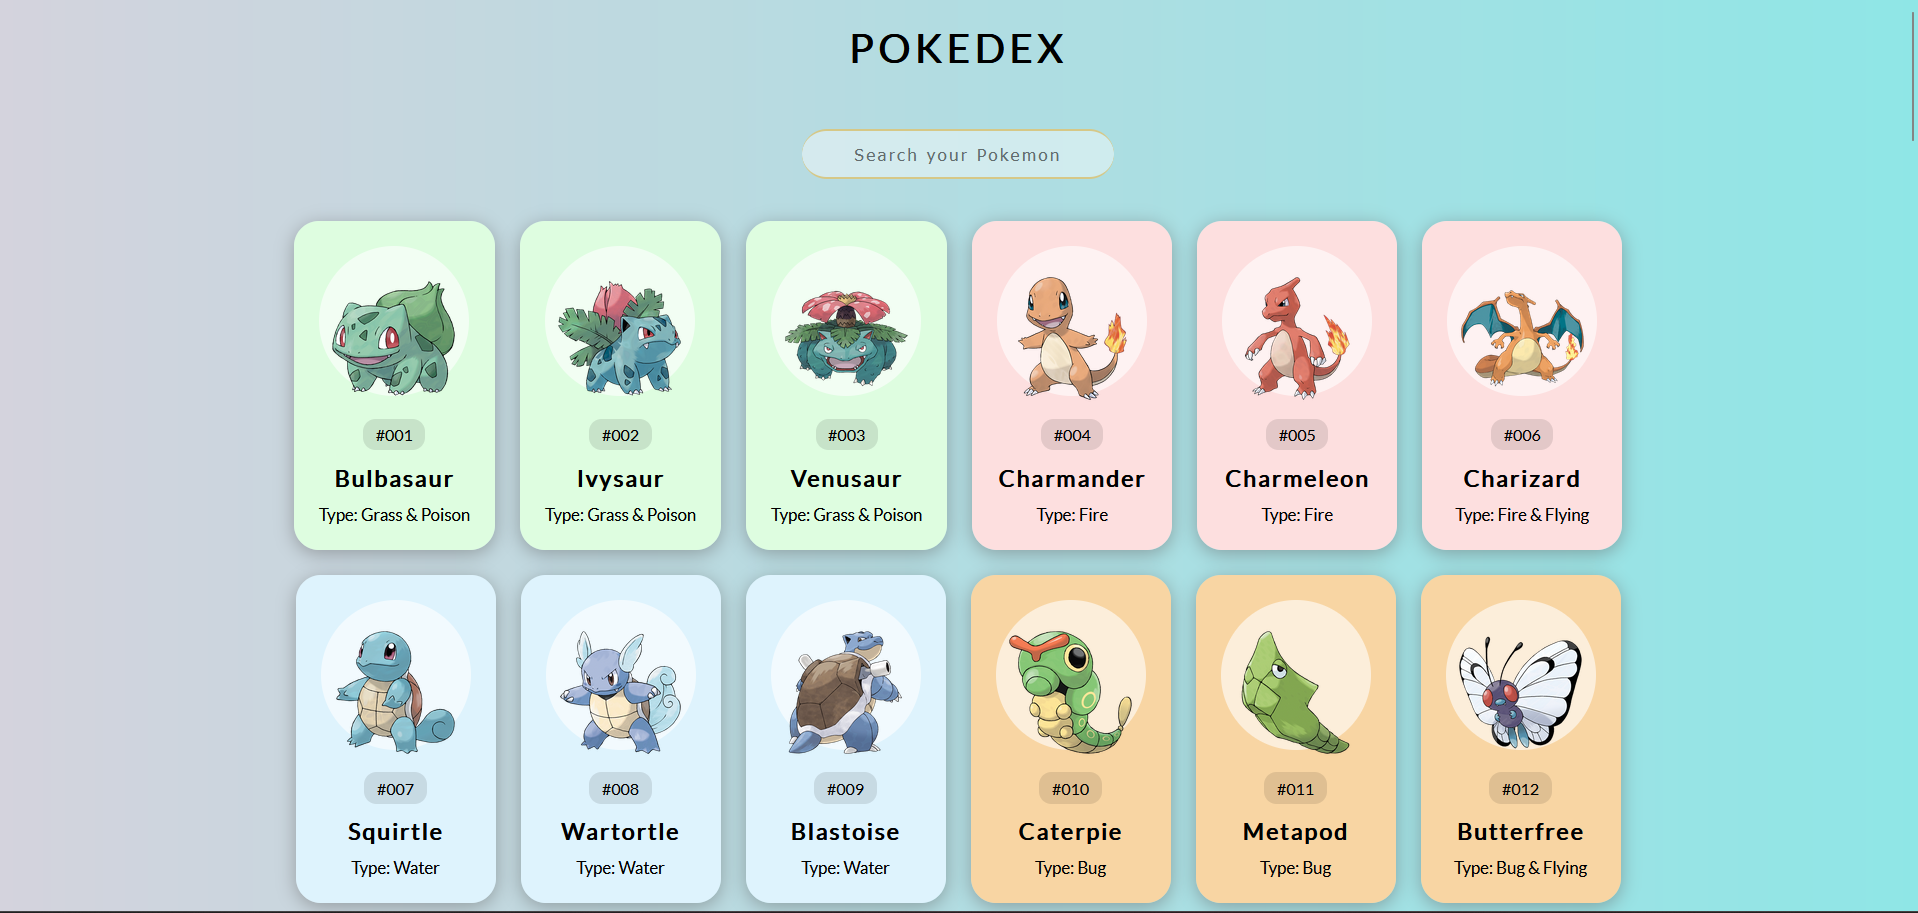 POKEDEX
Search your Pokemon
#001
Bulbasaur
Type: Grass & Poison
#002
Ivysaur
Type: Grass & Poison
#003
Venusaur
Type: Grass & Poison
#004
Charmander
Type: Fire
#005
Charmeleon
Type: Fire
#006
Charizard
Type: Fire & Flying
#007
Squirtle
Type: Water
#008
Wartortle
Type: Water
#009
Blastoise
Type: Water
#010
Caterpie
Type: Bug
#011
Metapod
Type: Bug
#012
Butterfree
Type: Bug & Flying